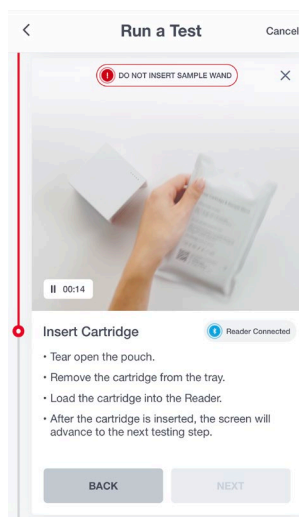 Run a Test
Cancel
! DO NOT INSERT SAMPLE WAND
00:14
Insert Cartridge
Reader Connected
• Tear open the pouch.
• Remove the cartridge from the tray.
• Load the cartridge into the Reader.
• After the cartridge is inserted, the screen will
advance to the next testing step.
BACK
NEXT